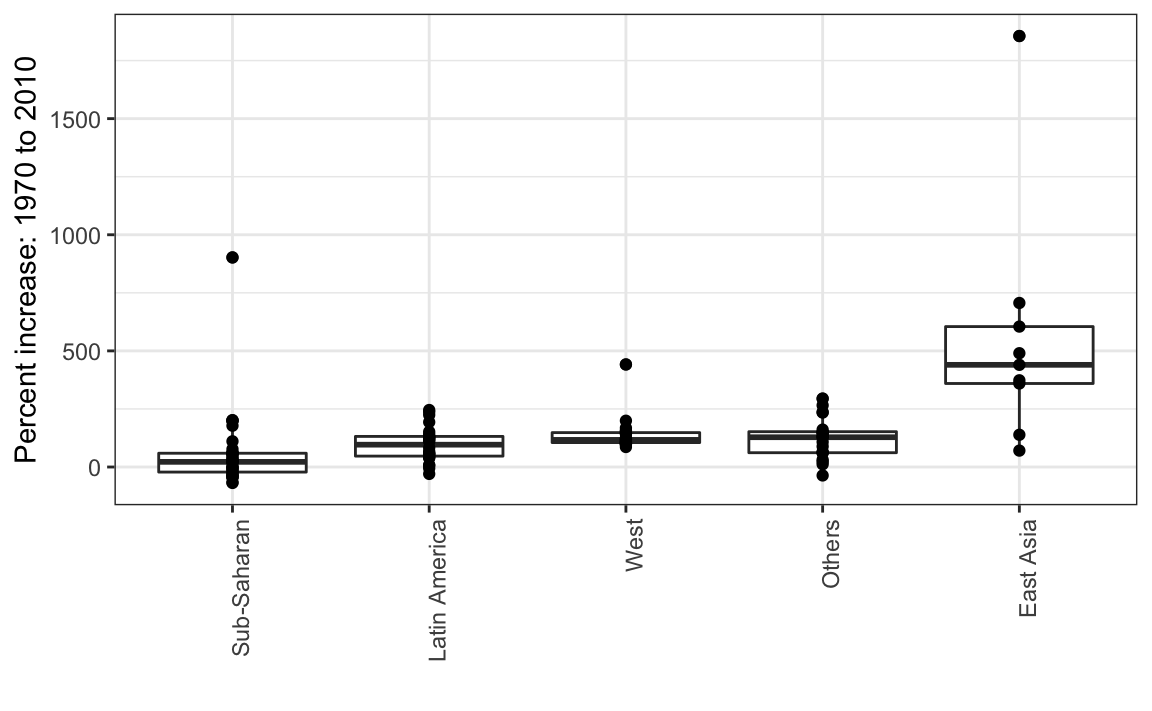 Percent increase: 1970 to 2010
1500
1000
500
0
Sub-Saharan
Latin America
West
Others
East Asia